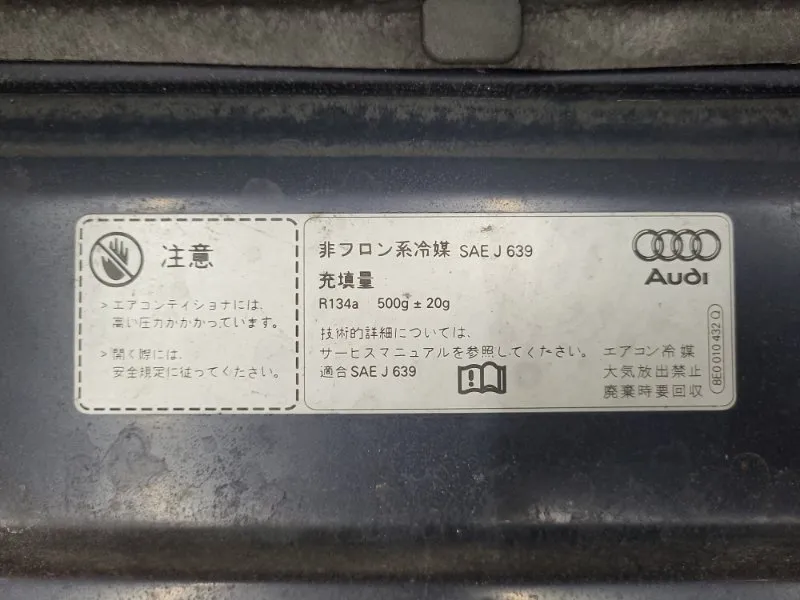 注意
>エアコンディショナには、
高い圧力がかかっています。
>開く際には、
安全規定に従ってください。
非フロン系冷媒 SAE J 639
充填量
R134a 500g ± 20g
技術的詳細については、
サービスマニュアルを参照してください。
適合 SAE J 639
Audi
エアコン冷媒
大気放出禁止
廃棄時要回収
8E0 010 432 Q